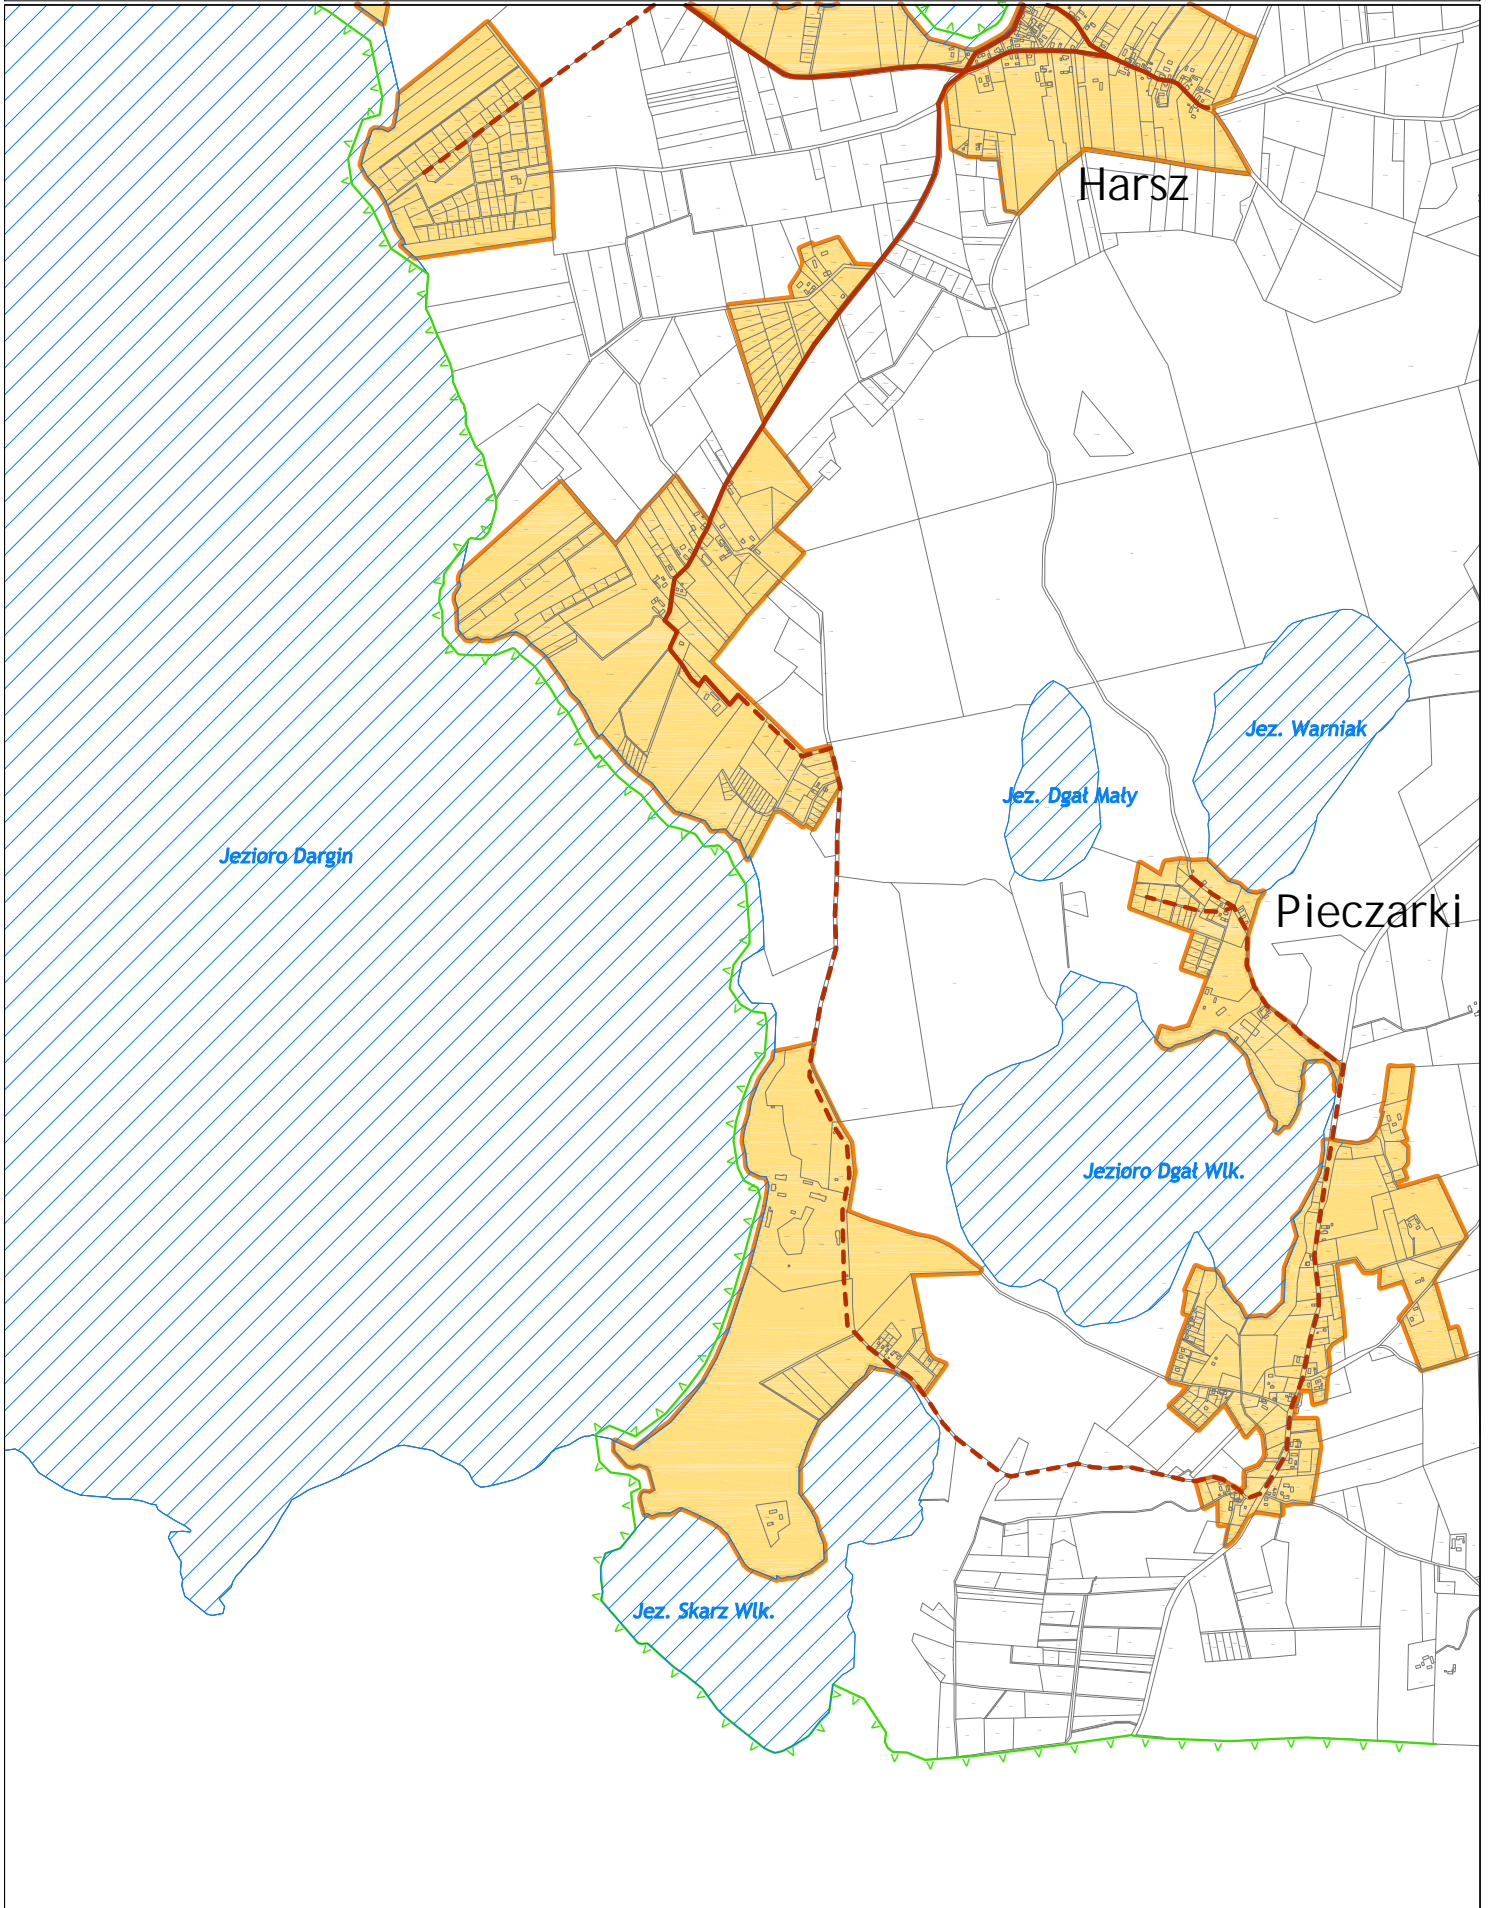 Harsz
Jez. Warniak
Jez. Dgał Mały
Jezioro Dargin
Pieczarki
Jezioro Dgał Wlk.
Jez. Skarz Wlk.